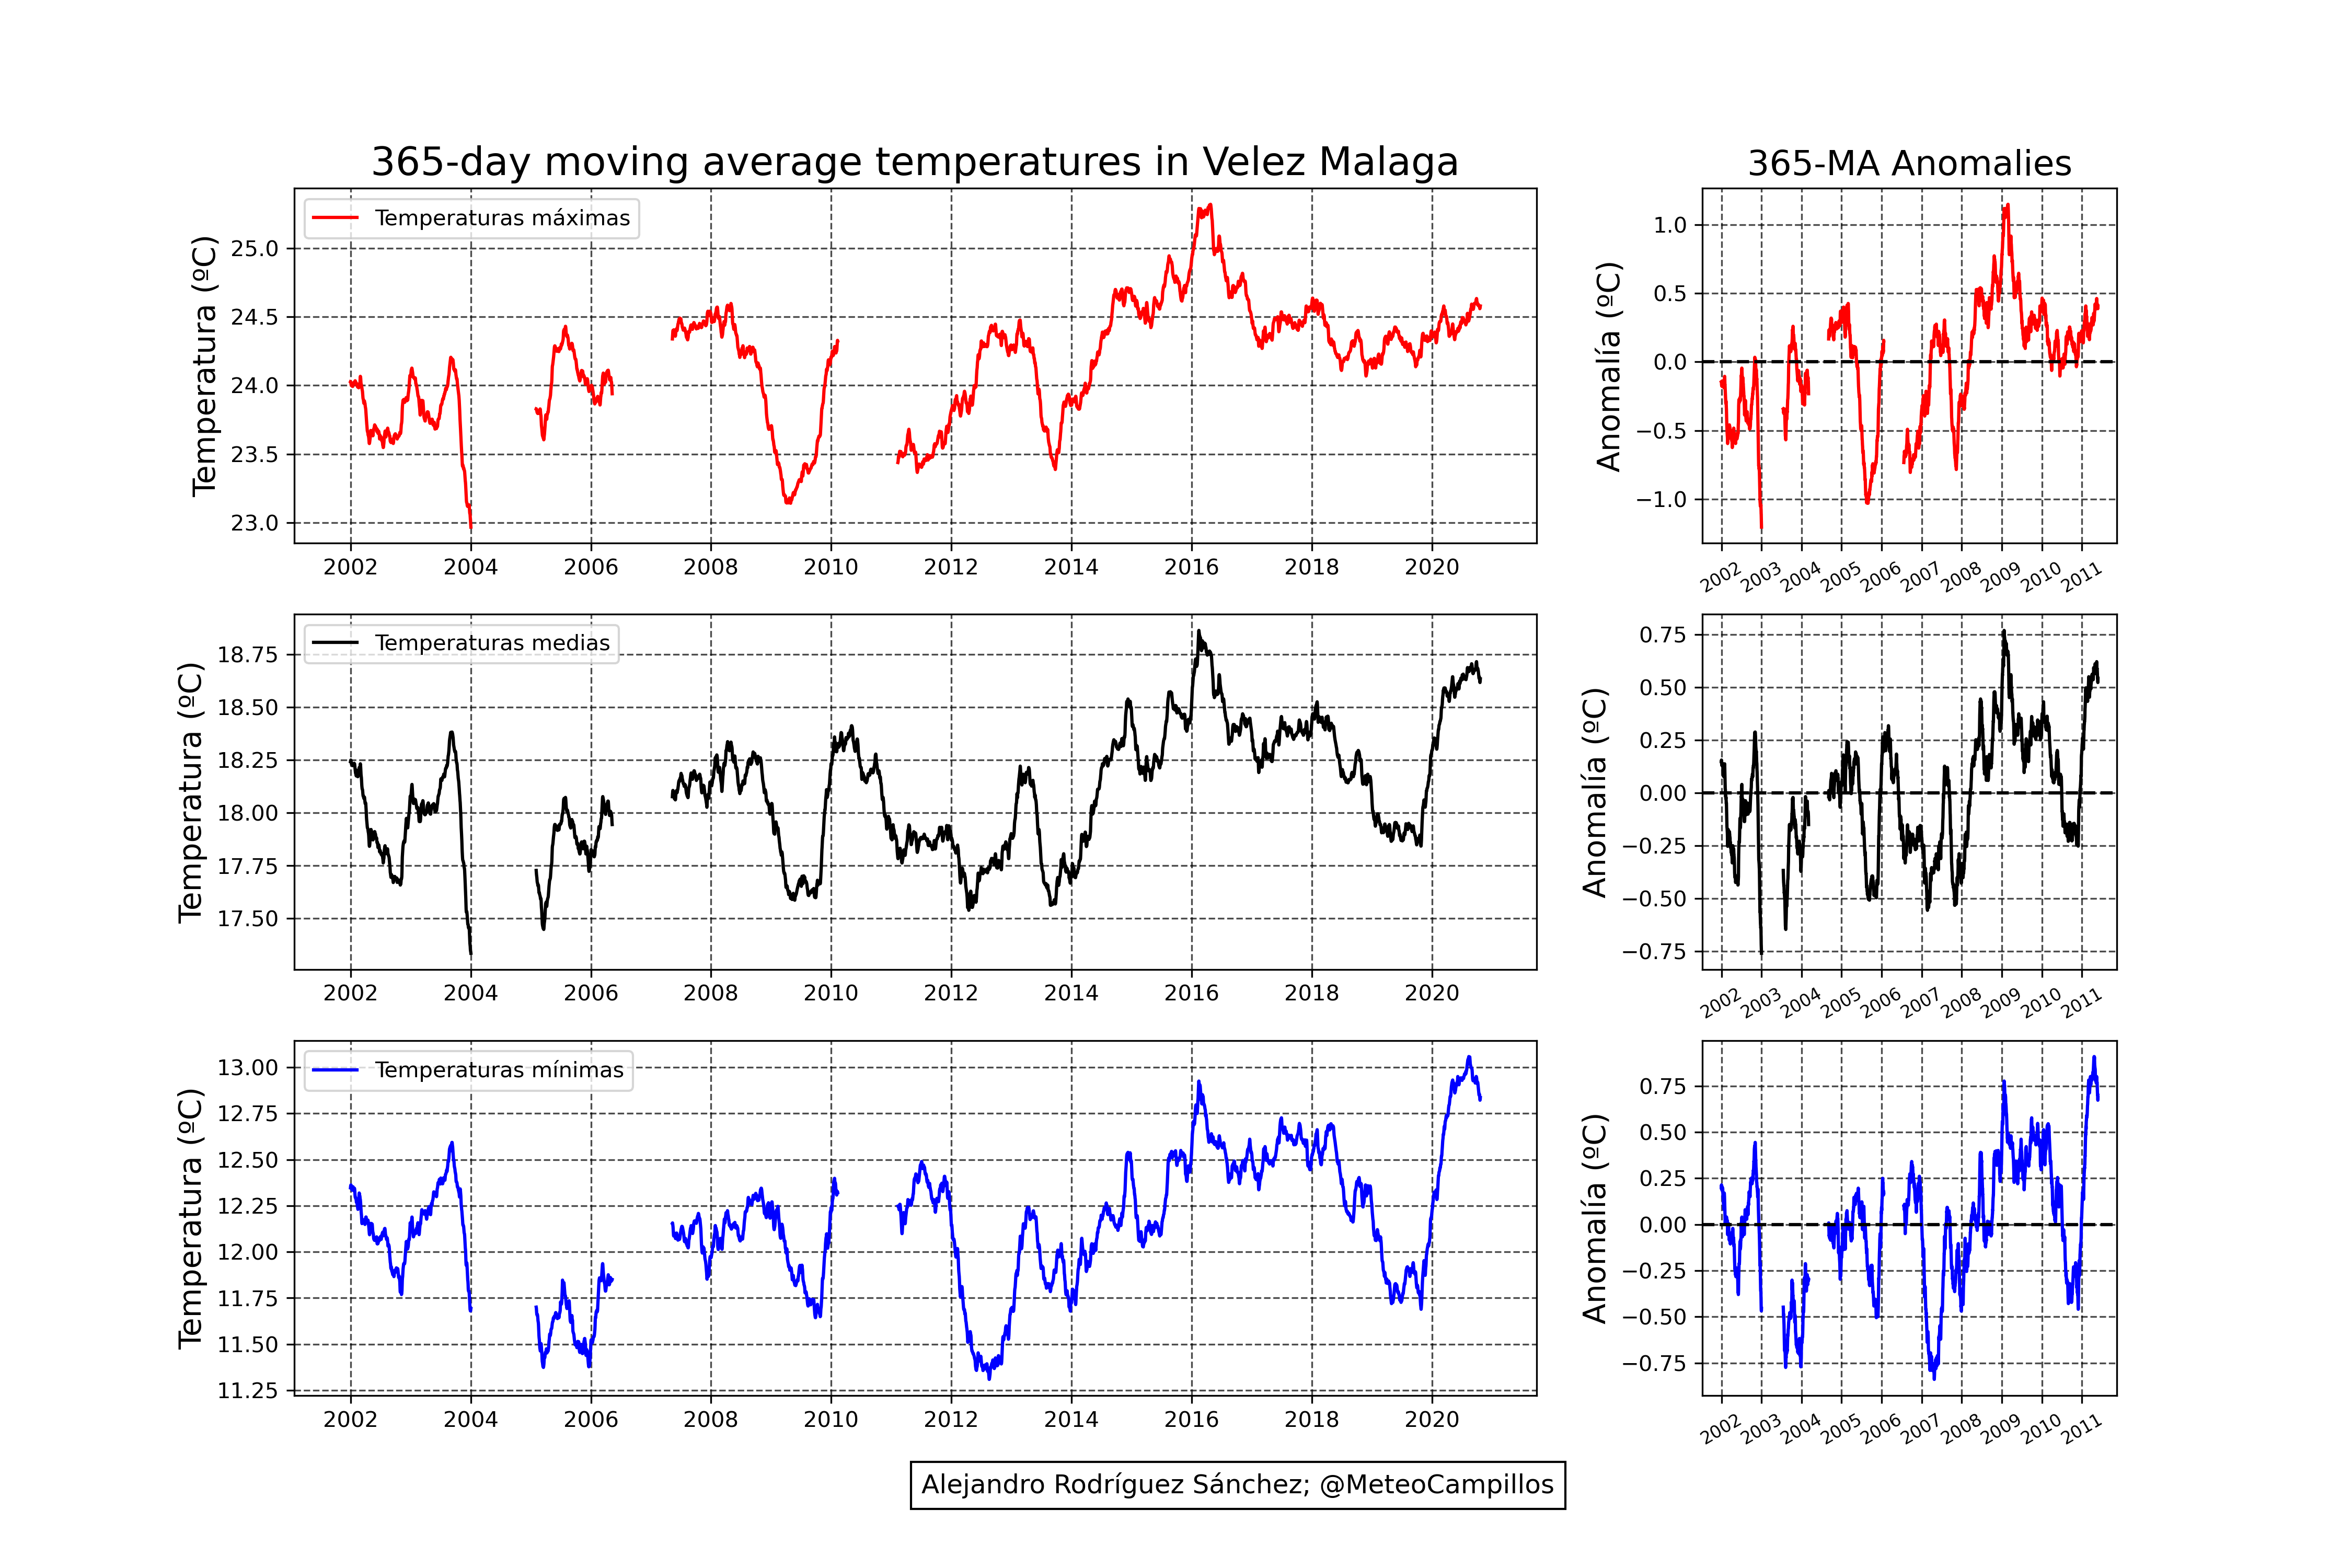 365-day moving average temperatures in Velez Malaga
365-MA Anomalies
Temperaturas máximas
Temperatura (ºC)
25.0
24.5
24.0
23.5
23.0
2002 2004 2006 2008 2010 2012 2014 2016 2018 2020
Anomalía (ºC)
1.0
0.5
0.0
−0.5
−1.0
2002 2003 2004 2005 2006 2007 2008 2009 2010 2011
Temperaturas medias
Temperatura (ºC)
18.75
18.50
18.25
18.00
17.75
17.50
2002 2004 2006 2008 2010 2012 2014 2016 2018 2020
Anomalía (ºC)
0.75
0.50
0.25
0.00
−0.25
−0.50
−0.75
2002 2003 2004 2005 2006 2007 2008 2009 2010 2011
Temperaturas mínimas
Temperatura (ºC)
13.00
12.75
12.50
12.25
12.00
11.75
11.50
11.25
2002 2004 2006 2008 2010 2012 2014 2016 2018 2020
Anomalía (ºC)
0.75
0.50
0.25
0.00
−0.25
−0.50
−0.75
2002 2003 2004 2005 2006 2007 2008 2009 2010 2011
Alejandro Rodríguez Sánchez; @MeteoCampillos